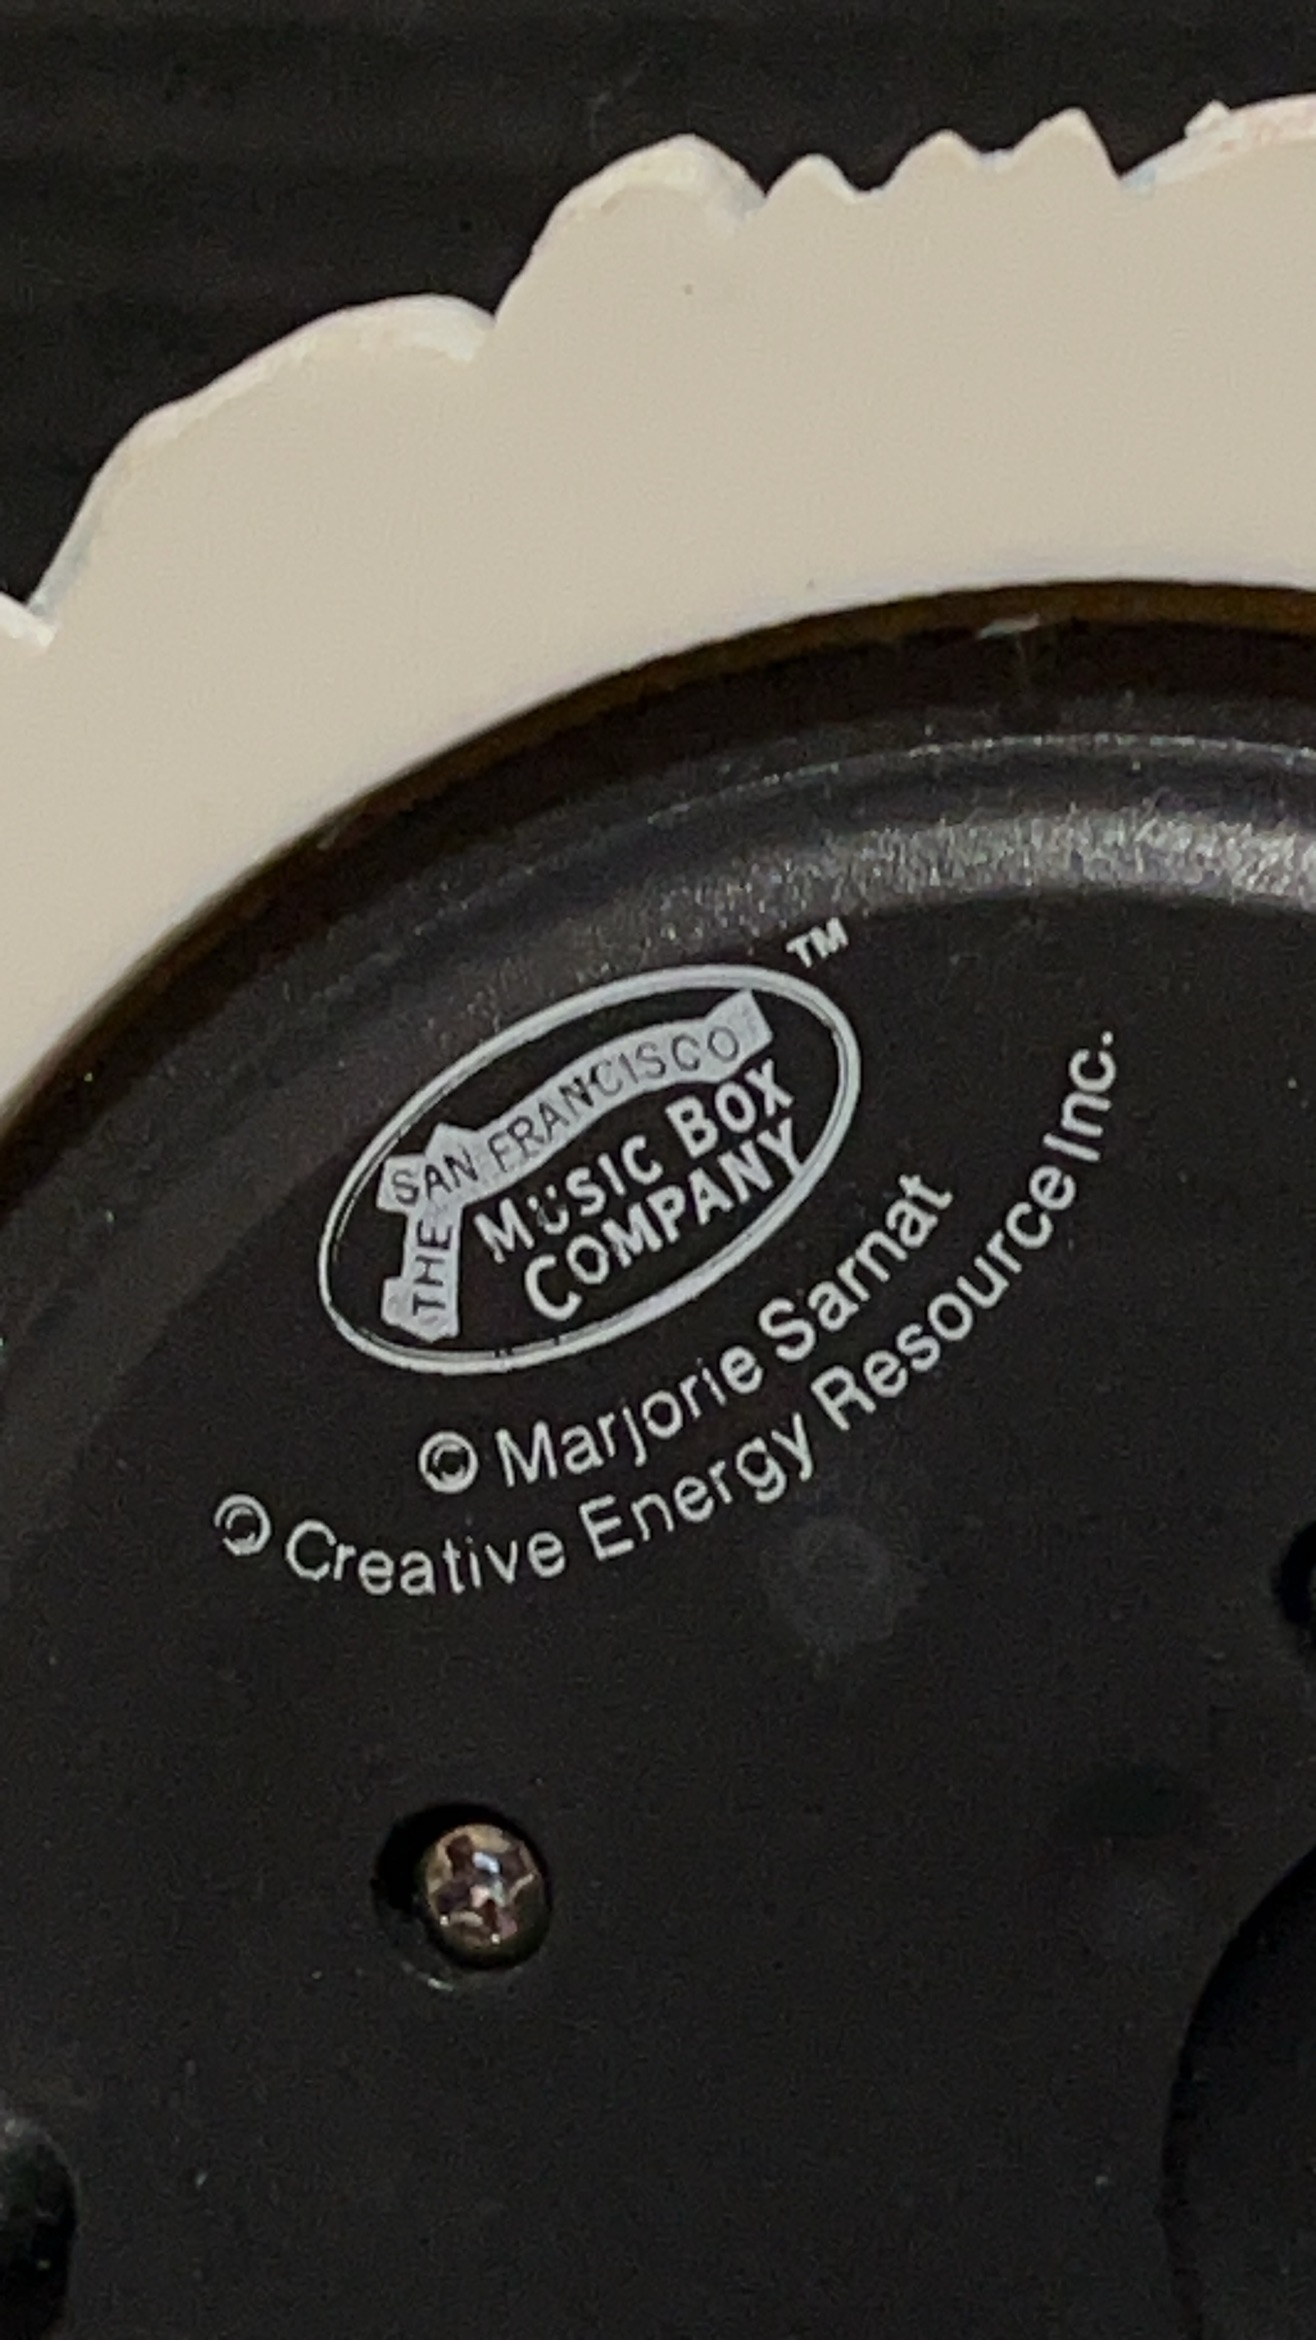 TM
THE SAN FRANCISCO
MUSIC BOX
COMPANY
© Marjorie Sarnat
© Creative Energy Resource Inc.